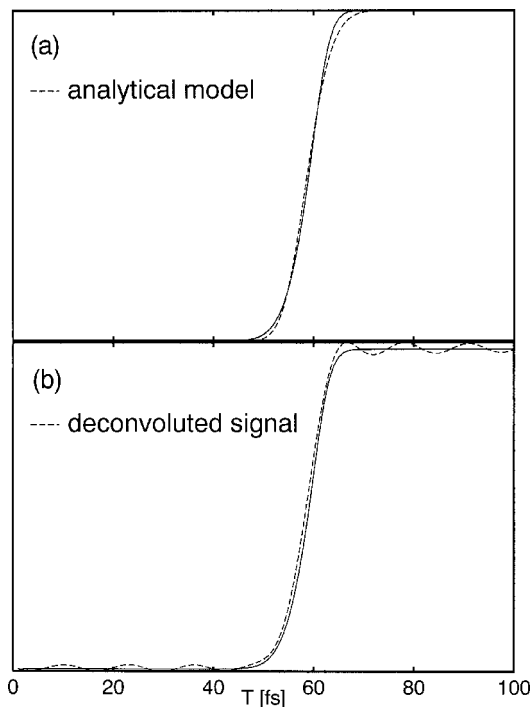 (a)
analytical model
(b)
deconvoluted signal
0 20 40 60 80 100
T [fs]